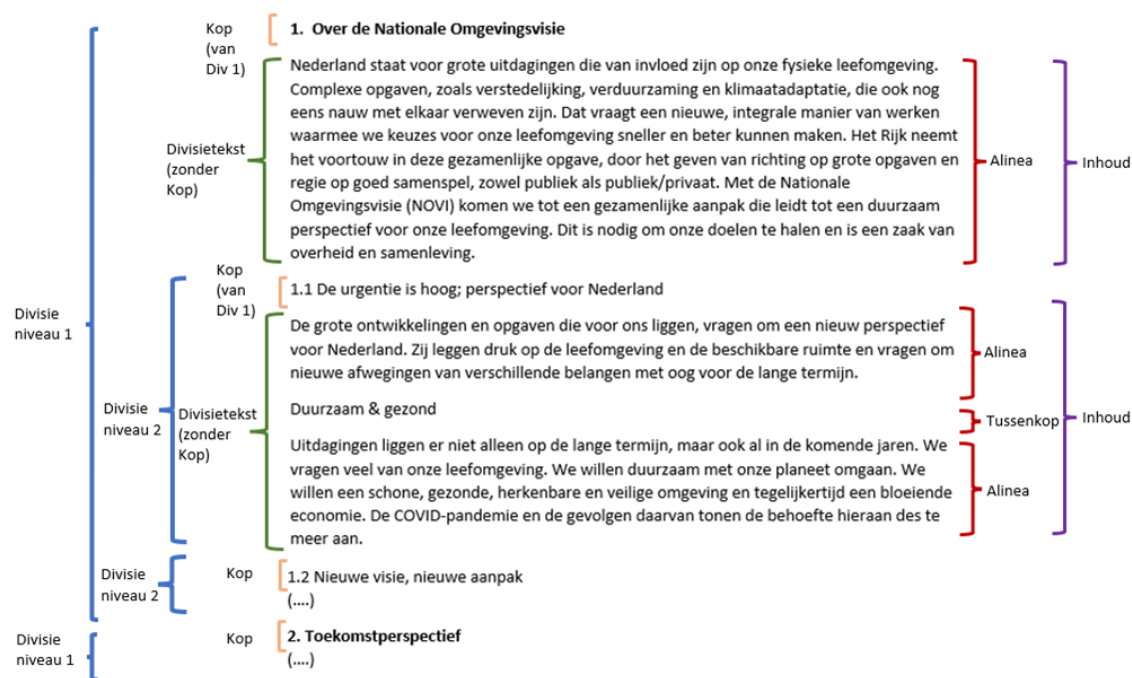 Kop
(van
Div 1)
1. Over de Nationale Omgevingsvisie
Nederland staat voor grote uitdagingen die van invloed zijn op onze fysieke leefomgeving.
Complexe opgaven, zoals verstedelijking, verduurzaming en klimaatadaptatie, die ook nog
eens nauw met elkaar verweven zijn. Dat vraagt een nieuwe, integrale manier van werken
waarmee we keuzes voor onze leefomgeving sneller en beter kunnen maken. Het Rijk neemt
het voortouw in deze gezamenlijke opgave, door het geven van richting op grote opgaven en
regie op goed samenspel, zowel publiek als publiek/privaat. Met de Nationale
Omgevingsvisie (NOVI) komen we tot een gezamenlijke aanpak die leidt tot een duurzaam
perspectief voor onze leefomgeving. Dit is nodig om onze doelen te halen en is een zaak van
overheid en samenleving.
Divisietekst
(zonder
Kop)
Alinea
Inhoud
Divisie
niveau 1
Kop
(van
Div 1)
1.1 De urgentie is hoog; perspectief voor Nederland
De grote ontwikkelingen en opgaven die voor ons liggen, vragen om een nieuw perspectief
voor Nederland. Zij leggen druk op de leefomgeving en de beschikbare ruimte en vragen om
nieuwe afwegingen van verschillende belangen met oog voor de lange termijn.
Alinea
Divisie
niveau 2
Divisietekst
(zonder
Kop)
Duurzaam & gezond
Tussenkop
Inhoud
Uitdagingen liggen er niet alleen op de lange termijn, maar ook al in de komende jaren. We
vragen veel van onze leefomgeving. We willen duurzaam met onze planeet omgaan. We
willen een schone, gezonde, herkenbare en veilige omgeving en tegelijkertijd een bloeiende
economie. De COVID-pandemie en de gevolgen daarvan tonen de behoefte hieraan des te
meer aan.
Alinea
Divisie
niveau 2
Kop
1.2 Nieuwe visie, nieuwe aanpak
(....)
Divisie
niveau 1
Kop
2. Toekomstperspectief
(....)